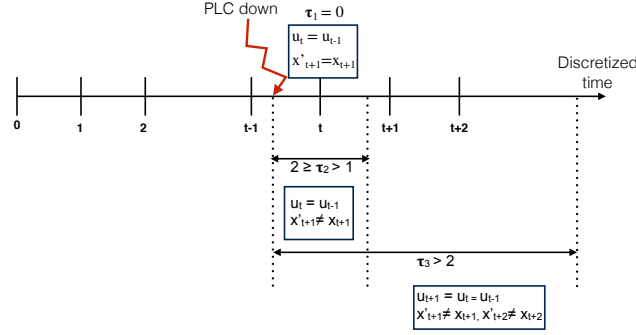 PLC down
τ₁ = 0
uₜ = uₜ₋₁
x'ₜ₊₁=xₜ₊₁
Discretized
time
0
1
2
t-1
t
t+1
t+2
2 ≥ τ₂ > 1
uₜ = uₜ₋₁
x'ₜ₊₁≠ xₜ₊₁
τ₃ > 2
uₜ₊₁ = uₜ = uₜ₋₁
x'ₜ₊₁≠ xₜ₊₁, x'ₜ₊₂≠ xₜ₊₂